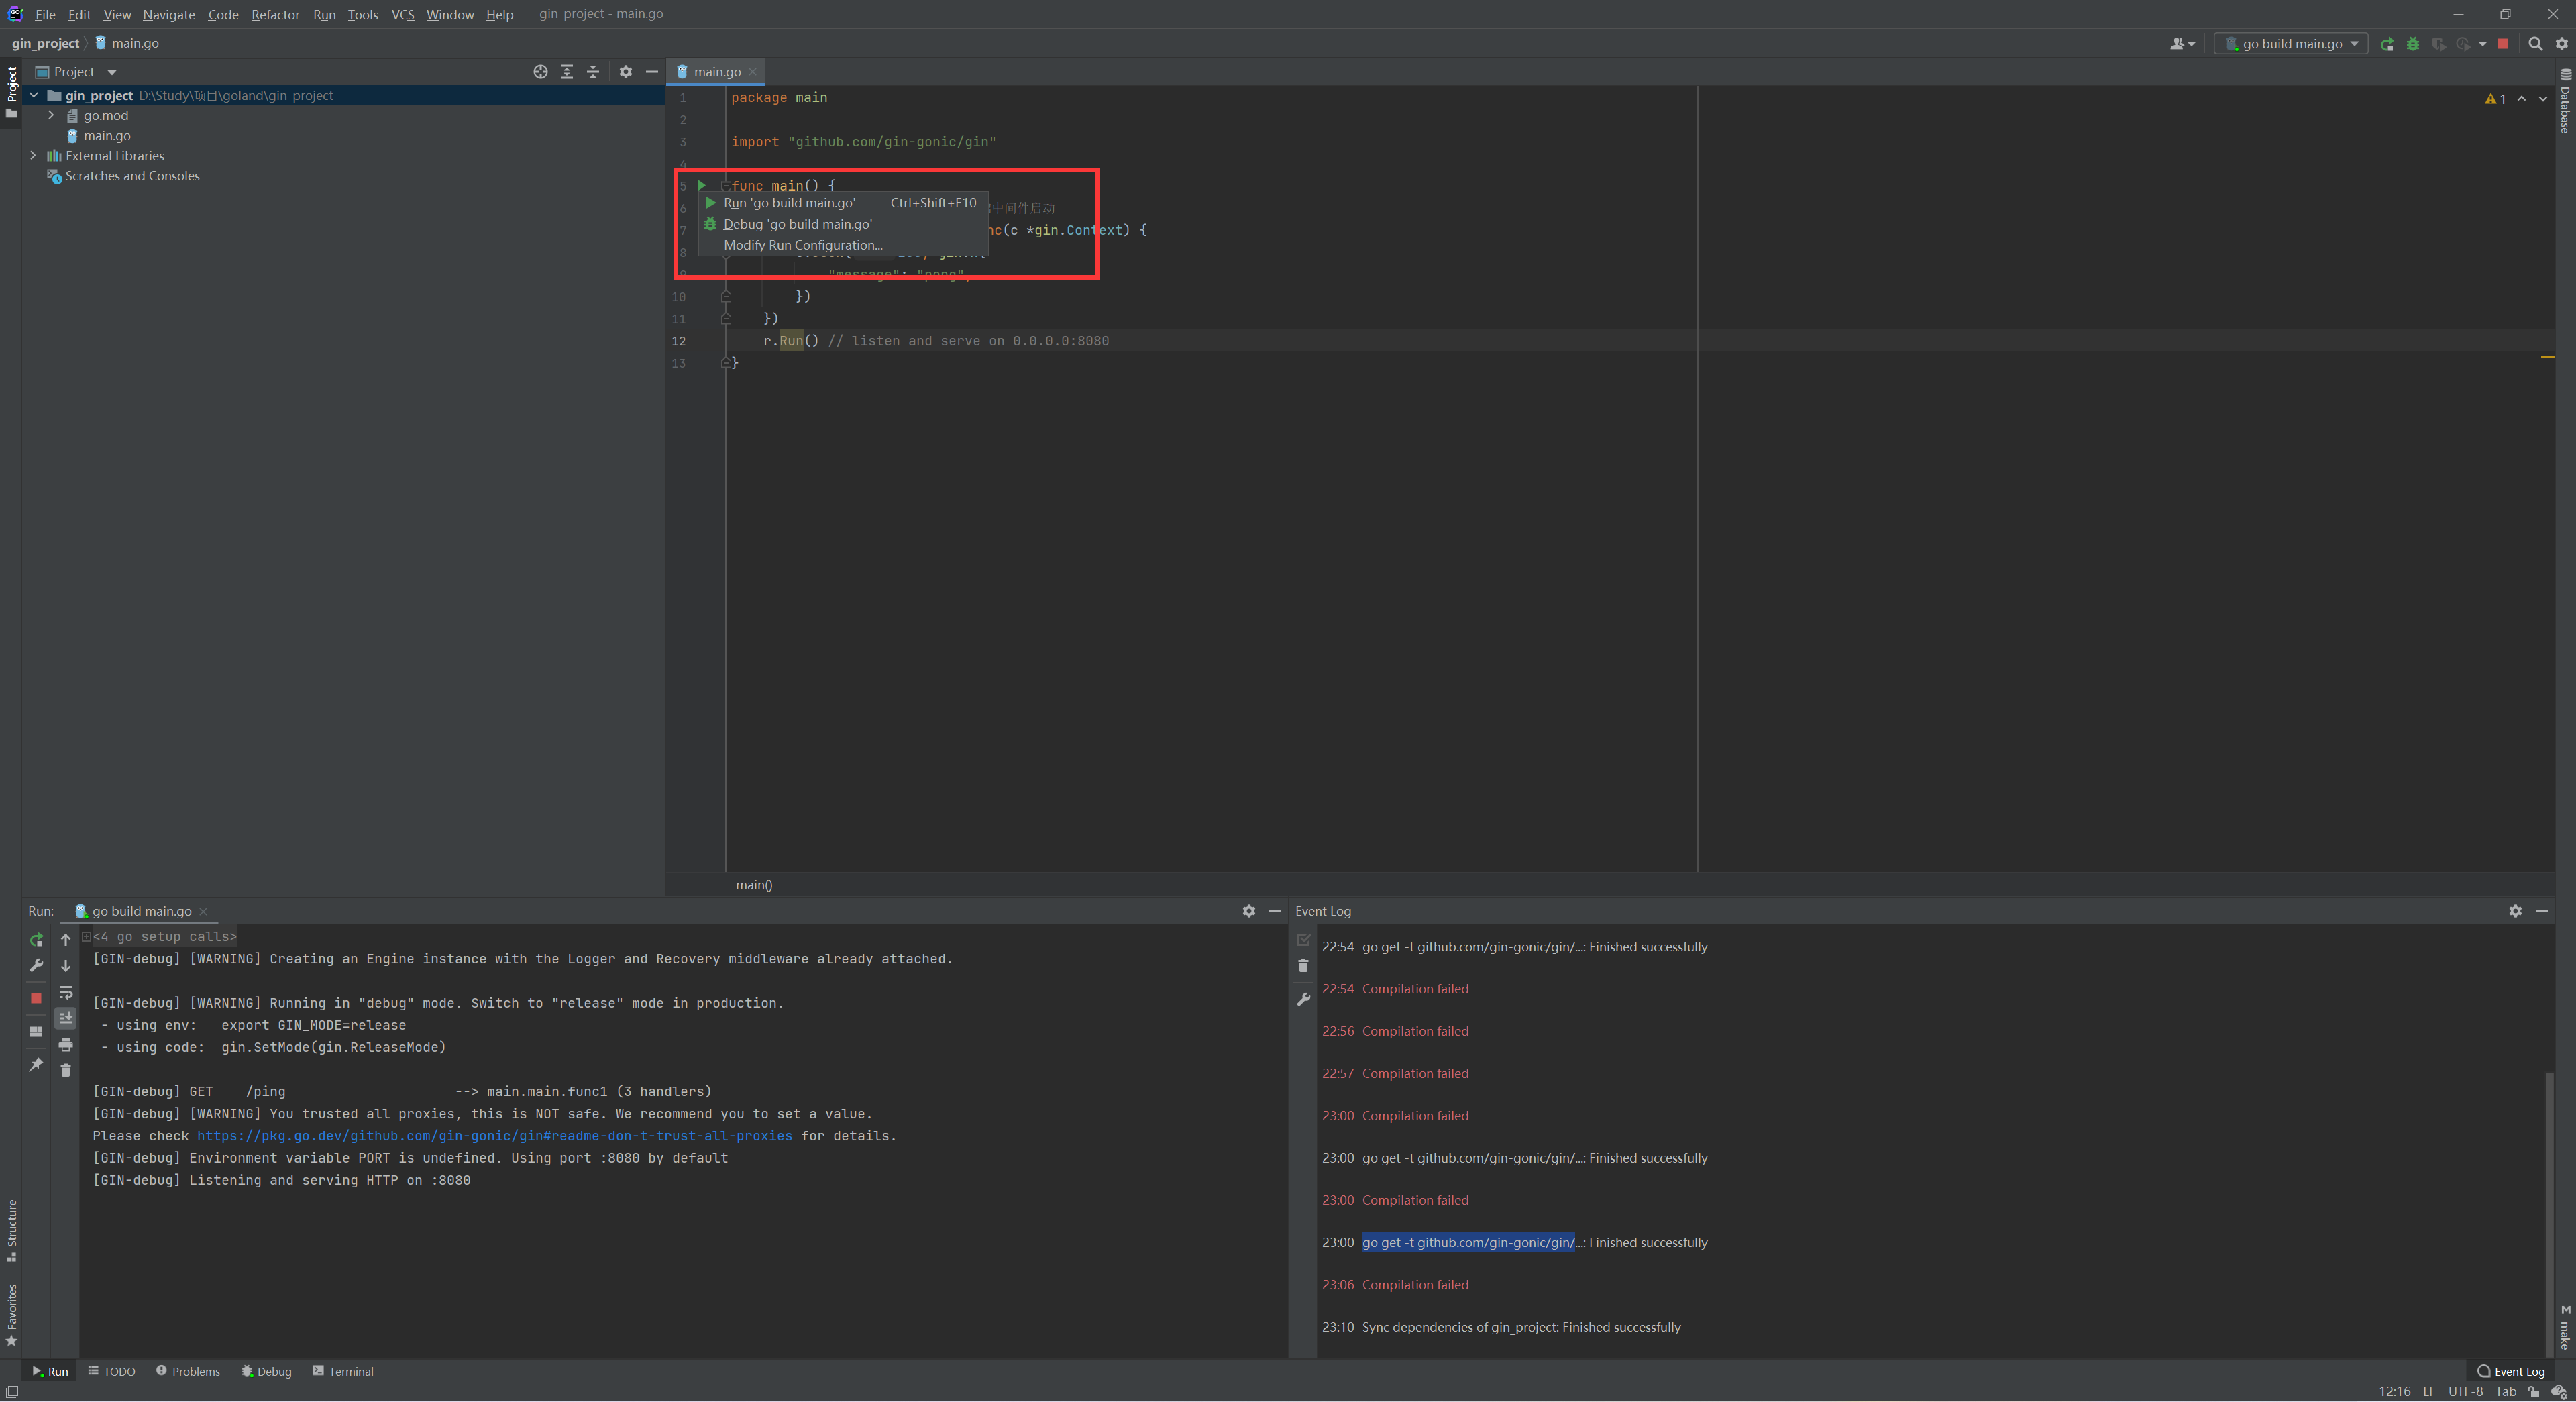 File Edit View Navigate Code Refactor Run Tools VCS Window Help gin_project - main.go
gin_project main.go
go build main.go
Project
Project
gin_project D:\Study\项目\goland\gin_project
go.mod
main.go
External Libraries
Scratches and Consoles
main.go
1 package main
2
3 import "github.com/gin-gonic/gin"
4
5 func main() {
6 中间件启动
7 nc(c *gin.Context) {
8
9 "message": "pong",
10 })
11 })
12 r.Run() // listen and serve on 0.0.0.0:8080
13 }
Run 'go build main.go' Ctrl+Shift+F10
Debug 'go build main.go'
Modify Run Configuration...
1
Database
main()
Run: go build main.go
<4 go setup calls>
[GIN-debug] [WARNING] Creating an Engine instance with the Logger and Recovery middleware already attached.
[GIN-debug] [WARNING] Running in "debug" mode. Switch to "release" mode in production.
- using env: export GIN_MODE=release
- using code: gin.SetMode(gin.ReleaseMode)
[GIN-debug] GET /ping --> main.main.func1 (3 handlers)
[GIN-debug] [WARNING] You trusted all proxies, this is NOT safe. We recommend you to set a value.
Please check https://pkg.go.dev/github.com/gin-gonic/gin#readme-don-t-trust-all-proxies for details.
[GIN-debug] Environment variable PORT is undefined. Using port :8080 by default
[GIN-debug] Listening and serving HTTP on :8080
Event Log
22:54 go get -t github.com/gin-gonic/gin/...: Finished successfully
22:54 Compilation failed
22:56 Compilation failed
22:57 Compilation failed
23:00 Compilation failed
23:00 go get -t github.com/gin-gonic/gin/...: Finished successfully
23:00 Compilation failed
23:00 go get -t github.com/gin-gonic/gin/...: Finished successfully
23:06 Compilation failed
23:10 Sync dependencies of gin_project: Finished successfully
Structure
Favorites
make
Run TODO Problems Debug Terminal Event Log
12:16 LF UTF-8 Tab